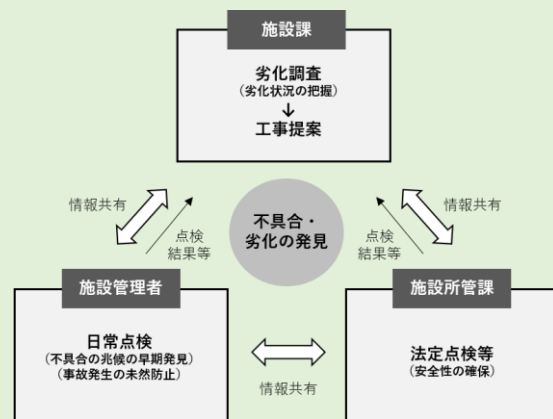 施設課
劣化調査
（劣化状況の把握）
↓
工事提案
情報共有
情報共有
不具合・
劣化の発見
点検
結果等
点検
結果等
施設管理者
施設所管課
日常点検
（不具合の兆候の早期発見）
（事故発生の未然防止）
法定点検等
（安全性の確保）
情報共有